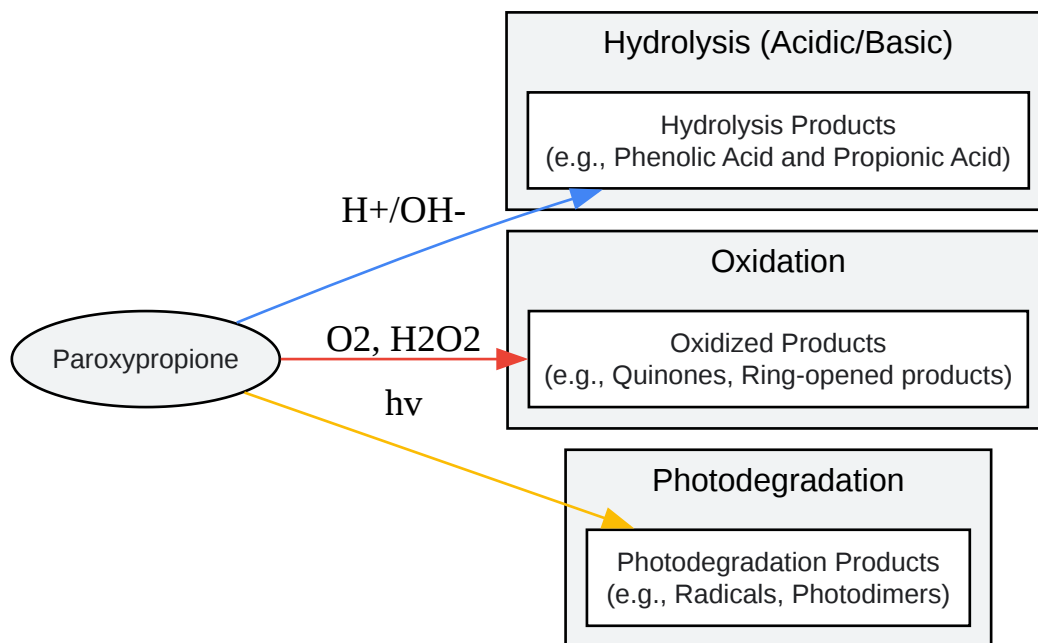 Hydrolysis (Acidic/Basic)
Hydrolysis Products
(e.g., Phenolic Acid and Propionic Acid)
H+/OH-
Oxidation
O2, H2O2
Oxidized Products
(e.g., Quinones, Ring-opened products)
Paroxypropione
hv
Photodegradation
Photodegradation Products
(e.g., Radicals, Photodimers)